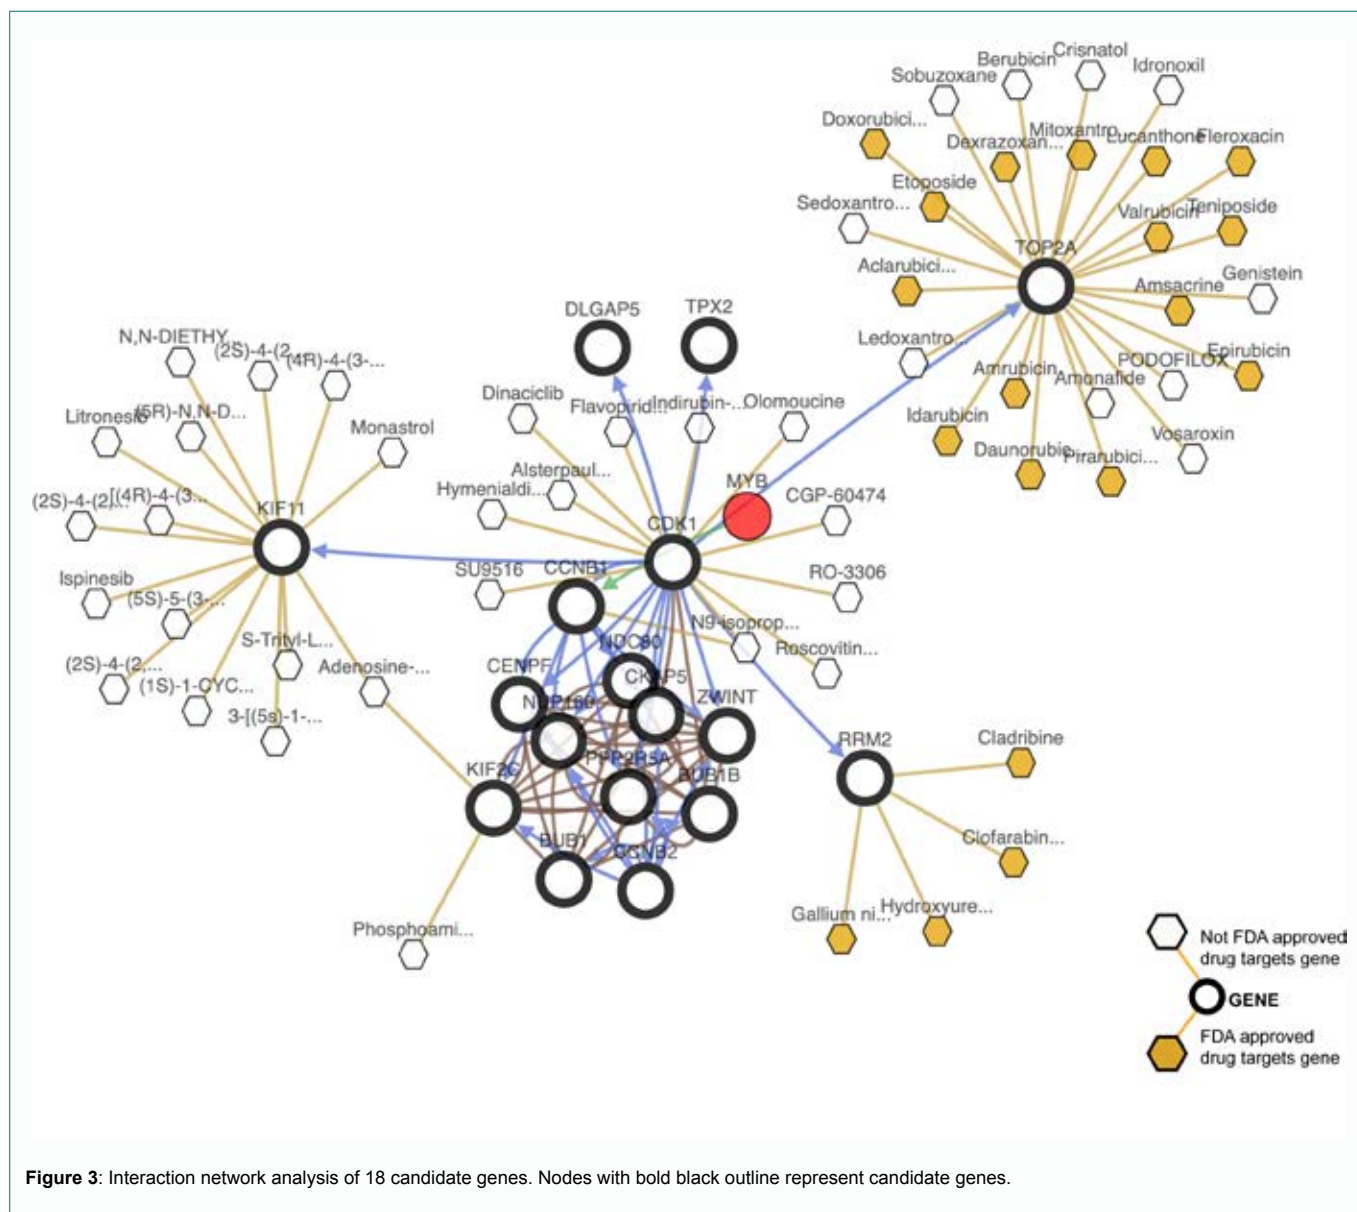 Crisnatol
Berubicin
Idronoxil
Sobuzoxane
Doxorubici...
Mitoxantro...
Dexrazoxan...
Lucanthone
Fleroxacin
Etoposide
Sedoxantro...
Valrubicin
Teniposide
TOP2A
Aclarubici...
Genistein
Amsacrine
DLGAP5
TPX2
N,N-DIETHY...
(2S)-4-(2...
(4R)-4-(3-...
Ledoxantro...
Epirubicin
PODOFILOX
Amrubicin
Amonafide
Dinaciclib
Flavopirid...
Indirubin-...
Olomoucine
Litronesib
(5R)-N,N-D...
Monastrol
Idarubicin
Daunorubic...
Pirarubici...
Vosaroxin
Alsterpaul...
Hymenialdi...
MYB
CGP-60474
(2S)-4-(2,...
[(4R)-4-(3...
KIF11
CDK1
SU9516
CCNB1
RO-3306
Ispinesib
(5S)-5-(3-...
N9-isoprop...
Roscovitin...
S-Trityl-L...
Adenosine-...
(2S)-4-(2,...
(1S)-1-CYC...
3-[(5s)-1-...
NDC80
CENPF
CKAP5
NUP160
ZWINT
RRM2
Cladribine
KIF2C
PPP2R5A
BUB1B
BUB1
CCNB2
Clofarabin...
Gallium ni...
Hydroxyure...
Phosphoami...
Not FDA approved
drug targets gene
GENE
FDA approved
drug targets gene
Figure 3: Interaction network analysis of 18 candidate genes. Nodes with bold black outline represent candidate genes.